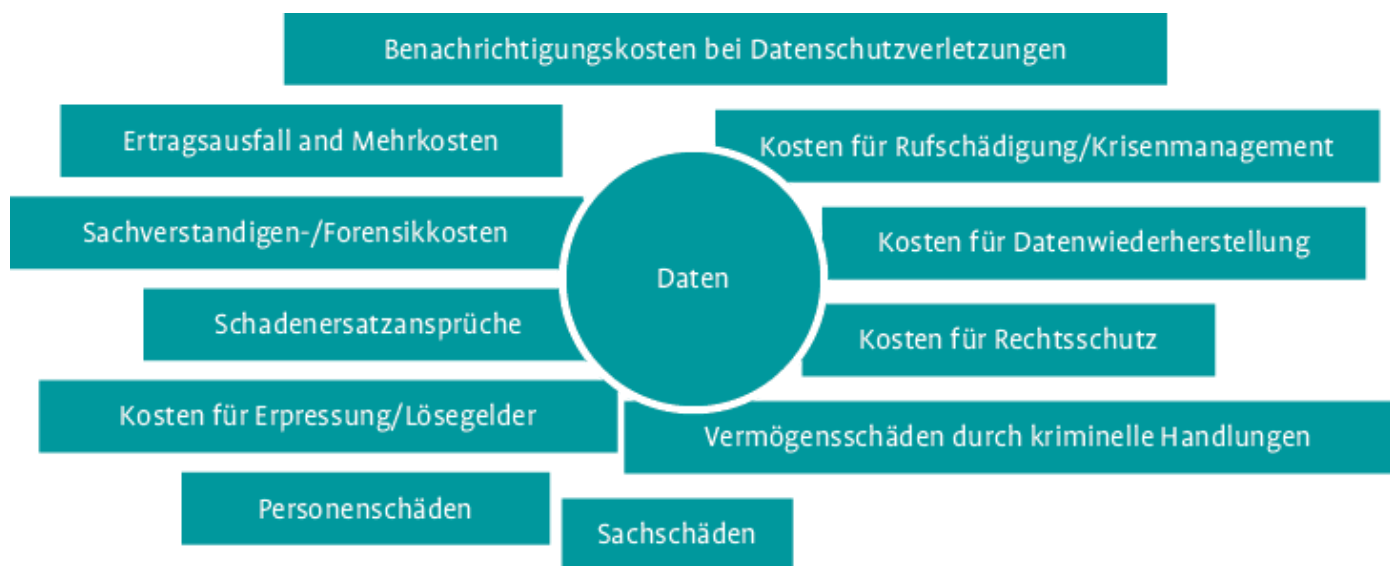 Benachrichtigungskosten bei Datenschutzverletzungen
Ertragsausfall and Mehrkosten
Kosten für Rufschädigung/Krisenmanagement
Sachverstandigen-/Forensikkosten
Kosten für Datenwiederherstellung
Daten
Schadenersatzansprüche
Kosten für Rechtsschutz
Kosten für Erpressung/Lösegelder
Vermögensschäden durch kriminelle Handlungen
Personenschäden
Sachschäden